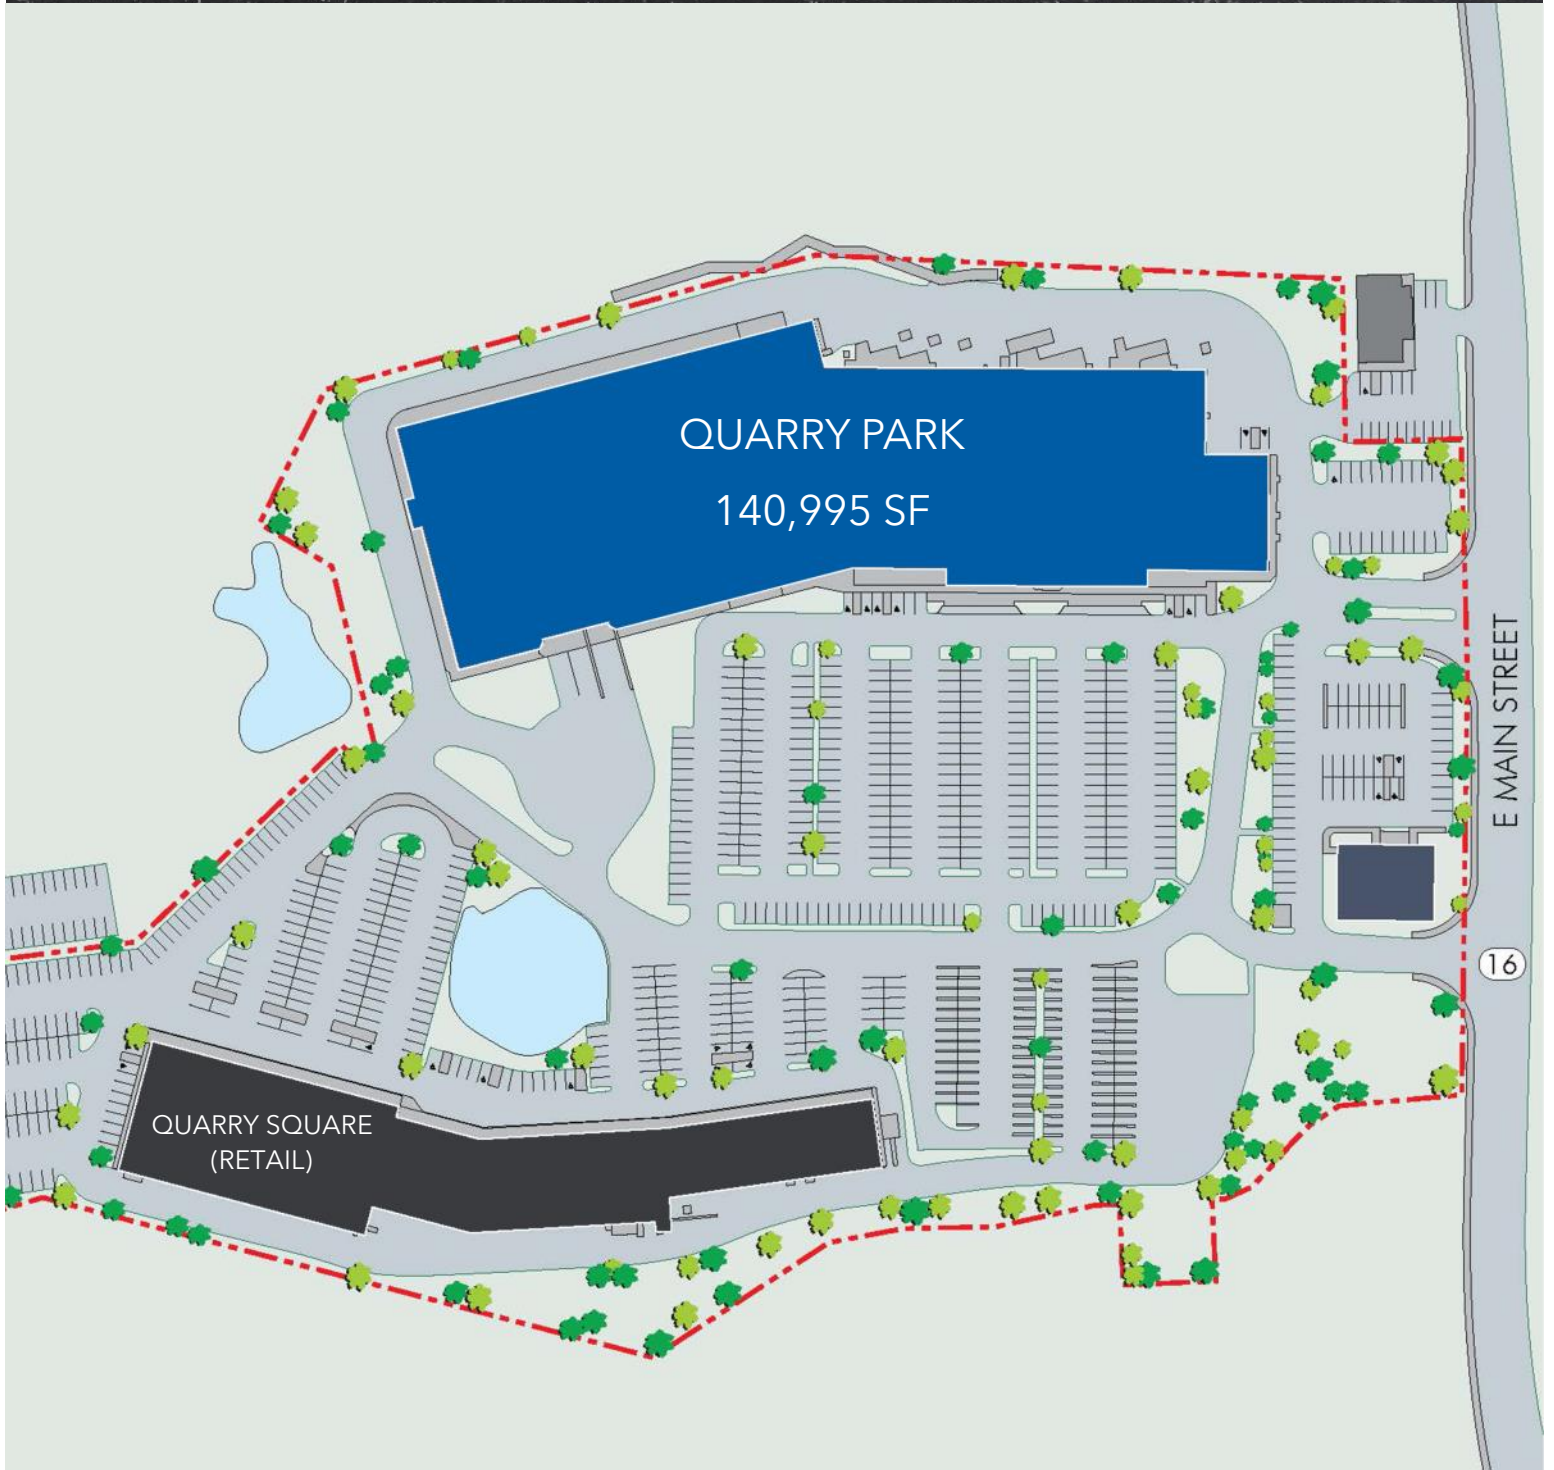 QUARRY PARK
140,995 SF
E MAIN STREET
16
QUARRY SQUARE
(RETAIL)